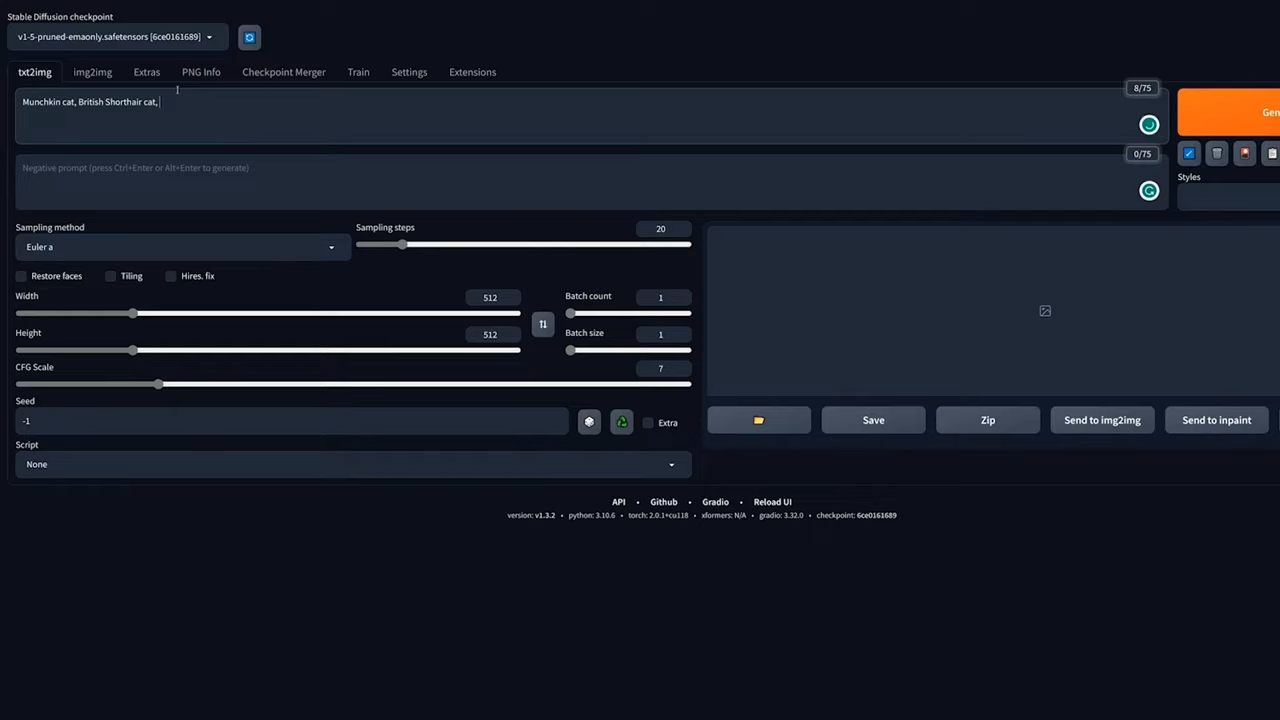 Stable Diffusion checkpoint
v1-5-pruned-emaonly.safetensors [6ce0161689]
txt2img img2img Extras PNG Info Checkpoint Merger Train Settings Extensions
8/75
Munchkin cat, British Shorthair cat,
Gen
0/75
Negative prompt (press Ctrl+Enter or Alt+Enter to generate)
Styles
Sampling method
Euler a
Sampling steps
20
Restore faces Tiling Hires. fix
Width
512
Batch count
1
Height
512
Batch size
1
CFG Scale
7
Seed
-1
Extra
Script
None
Save Zip Send to img2img Send to inpaint
API • Github • Gradio • Reload UI
version: v1.3.2 • python: 3.10.6 • torch: 2.0.1+cu118 • xformers: N/A • gradio: 3.32.0 • checkpoint: 6ce0161689